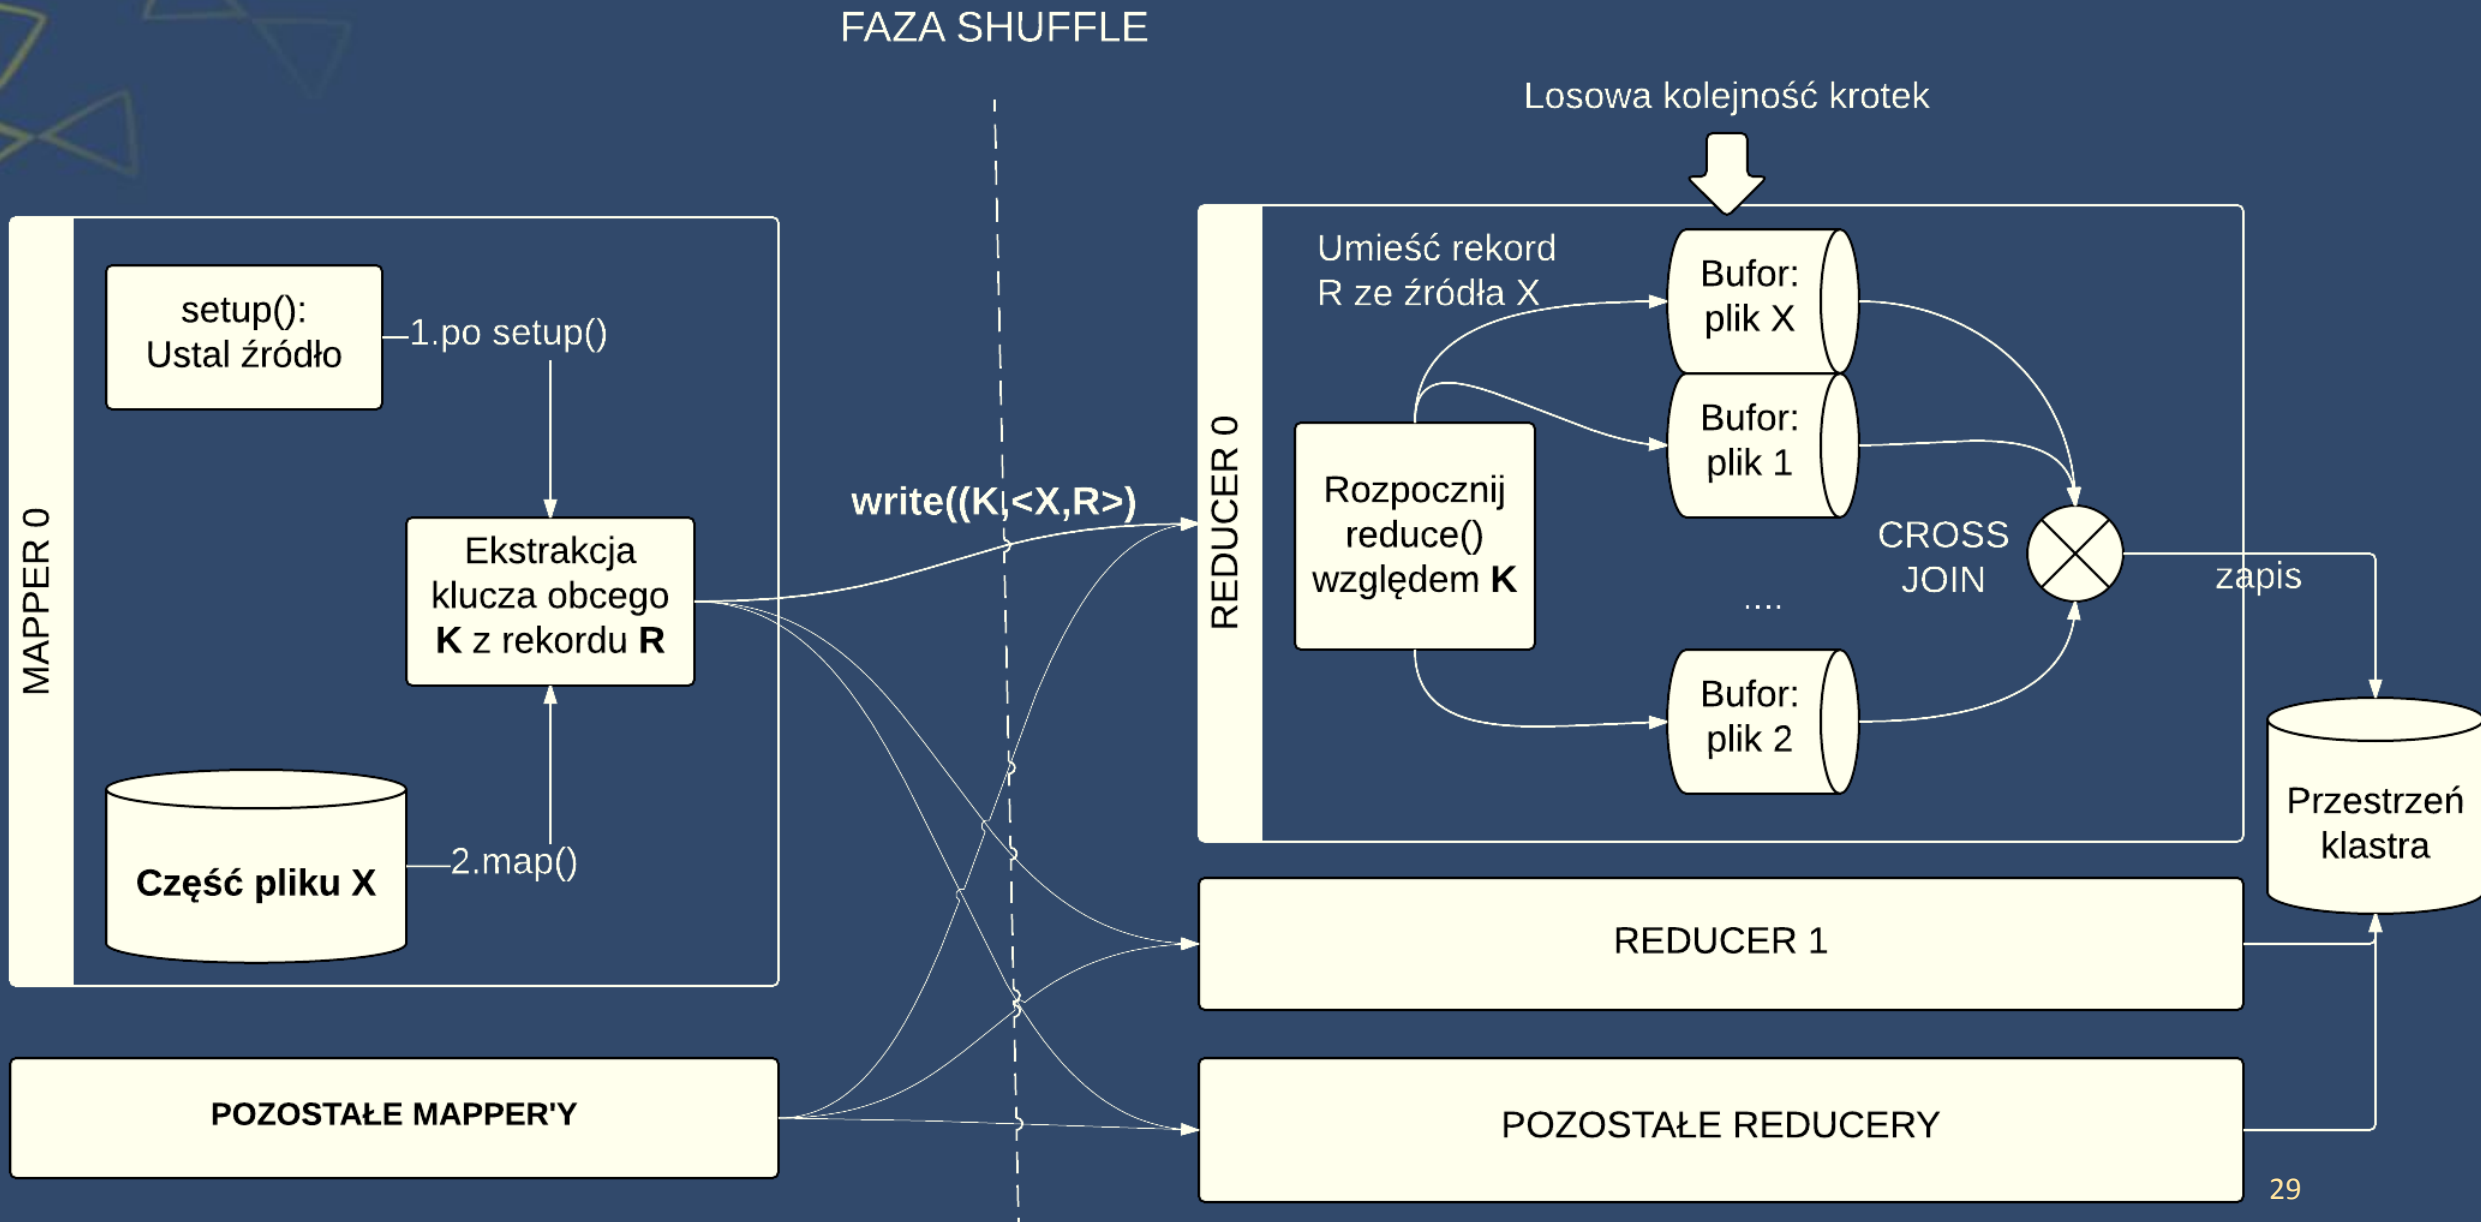 FAZA SHUFFLE
Losowa kolejność krotek
MAPPER 0
setup():
Ustal źródło
1.po setup()
Ekstrakcja
klucza obcego
K z rekordu R
Część pliku X
2.map()
POZOSTAŁE MAPPER'Y
write((K,<X,R>)
REDUCER 0
Umieść rekord
R ze źródła X
Rozpocznij
reduce()
względem K
Bufor:
plik X
Bufor:
plik 1
....
Bufor:
plik 2
CROSS
JOIN
zapis
Przestrzeń
klastra
REDUCER 1
POZOSTAŁE REDUCERY
29